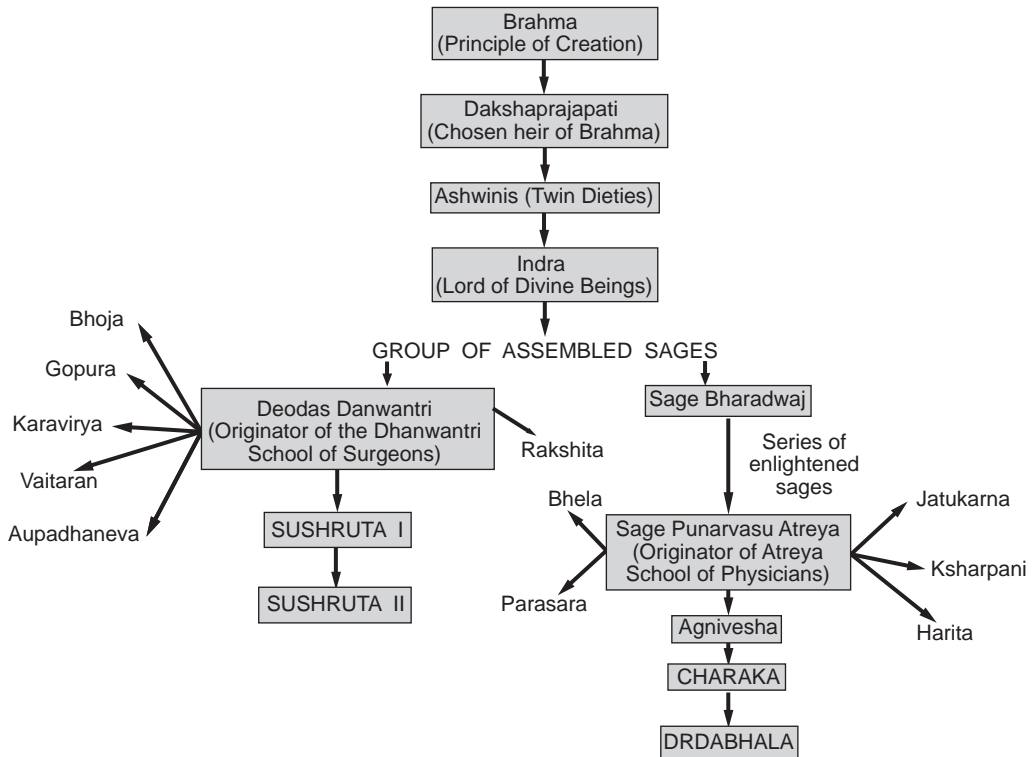 Brahma
(Principle of Creation)
Dakshaprajapati
(Chosen heir of Brahma)
Ashwinis (Twin Dieties)
Indra
(Lord of Divine Beings)
GROUP OF ASSEMBLED SAGES
Bhoja
Gopura
Karavirya
Vaitaran
Aupadhaneva
Deodas Danwantri
(Originator of the Dhanwantri
School of Surgeons)
Rakshita
SUSHRUTA I
SUSHRUTA II
Sage Bharadwaj
Series of
enlightened
sages
Bhela
Parasara
Sage Punarvasu Atreya
(Originator of Atreya
School of Physicians)
Jatukarna
Ksharpani
Harita
Agnivesha
CHARAKA
DRDABHALA